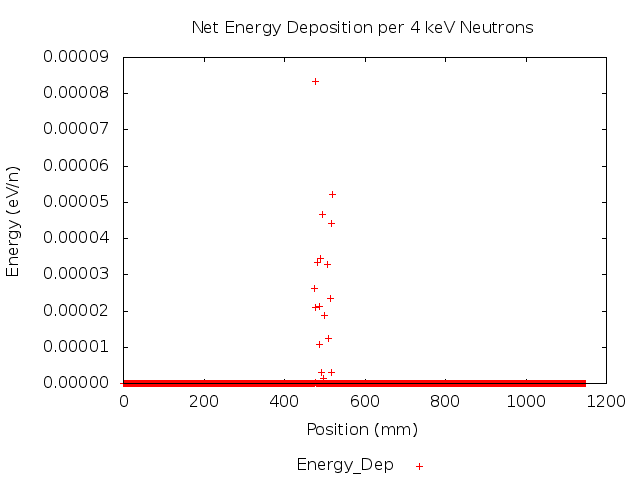 Net Energy Deposition per 4 keV Neutrons
0.00009
0.00008
0.00007
0.00006
0.00005
0.00004
0.00003
0.00002
0.00001
0.00000
Energy (eV/n)
0 200 400 600 800 1000 1200
Position (mm)
Energy_Dep